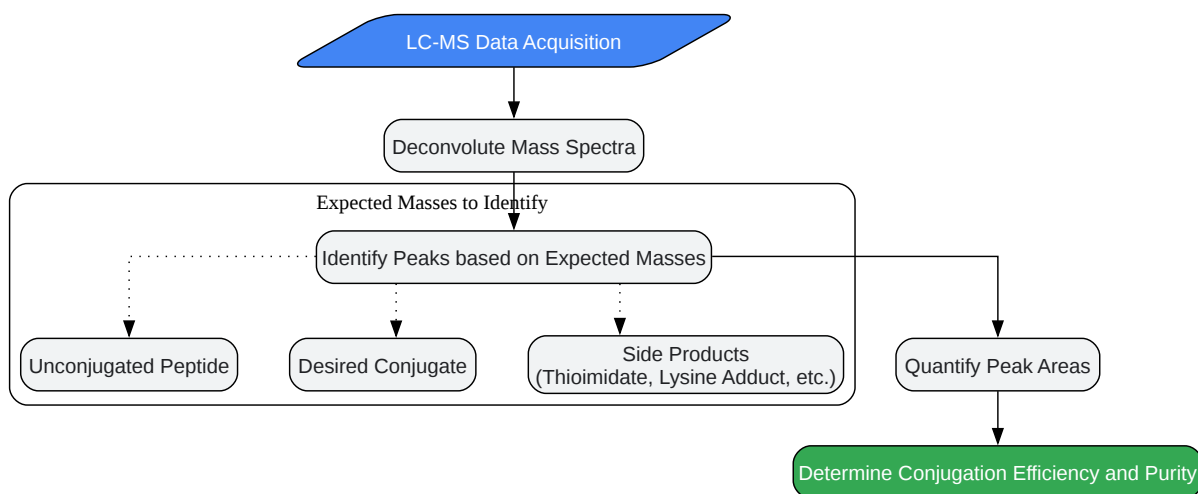 LC-MS Data Acquisition
Deconvolute Mass Spectra
Expected Masses to Identify
Identify Peaks based on Expected Masses
Unconjugated Peptide
Desired Conjugate
Side Products
(Thioimidate, Lysine Adduct, etc.)
Quantify Peak Areas
Determine Conjugation Efficiency and Purity